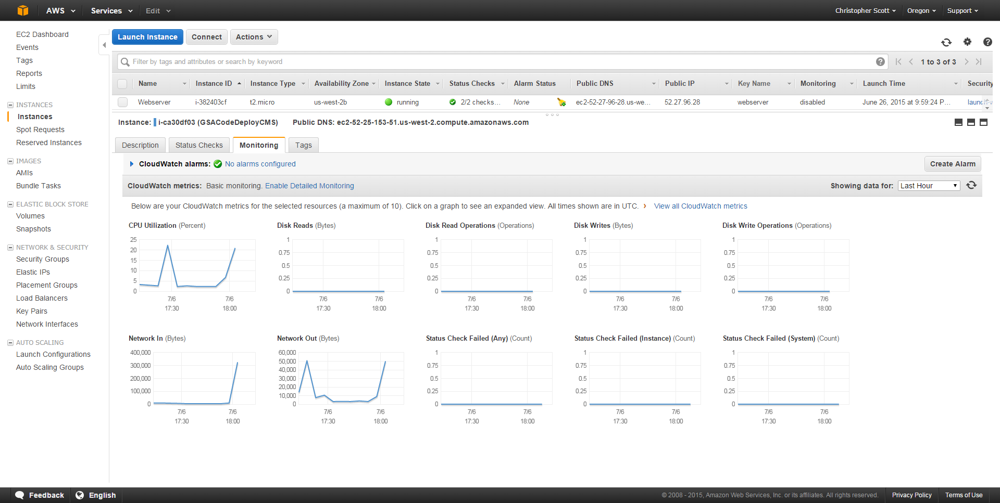 AWS Services Edit Christopher Scott Oregon Support
EC2 Dashboard
Events
Tags
Reports
Limits
INSTANCES
Instances
Spot Requests
Reserved Instances
IMAGES
AMIs
Bundle Tasks
ELASTIC BLOCK STORE
Volumes
Snapshots
NETWORK & SECURITY
Security Groups
Elastic IPs
Placement Groups
Load Balancers
Key Pairs
Network Interfaces
AUTO SCALING
Launch Configurations
Auto Scaling Groups
Launch Instance Connect Actions
Filter by tags and attributes or search by keyword 1 to 3 of 3
Name Instance ID Instance Type Availability Zone Instance State Status Checks Alarm Status Public DNS Public IP Key Name Monitoring Launch Time Security
Webserver i-382403cf t2.micro us-west-2b running 2/2 checks... None ec2-52-27-96-28.us-we... 52.27.96.28 webserver disabled June 26, 2015 at 9:59:24 P...
Instance: i-ca30df03 (GSACodeDeployCMS) Public DNS: ec2-52-25-153-51.us-west-2.compute.amazonaws.com
Description Status Checks Monitoring Tags
CloudWatch alarms: No alarms configured Create Alarm
CloudWatch metrics: Basic monitoring. Enable Detailed Monitoring Showing data for: Last Hour
Below are your CloudWatch metrics for the selected resources (a maximum of 10). Click on a graph to see an expanded view. All times shown are in UTC. › View all CloudWatch metrics
CPU Utilization (Percent)
25
20
15
10
5
0
7/6 7/6
17:30 18:00
Disk Reads (Bytes)
1
0.75
0.5
0.25
0
7/6 7/6
17:30 18:00
Disk Read Operations (Operations)
1
0.75
0.5
0.25
0
7/6 7/6
17:30 18:00
Disk Writes (Bytes)
1
0.75
0.5
0.25
0
7/6 7/6
17:30 18:00
Disk Write Operations (Operations)
1
0.75
0.5
0.25
0
7/6 7/6
17:30 18:00
Network In (Bytes)
400,000
300,000
200,000
100,000
0
7/6 7/6
17:30 18:00
Network Out (Bytes)
60,000
50,000
40,000
30,000
20,000
10,000
0
7/6 7/6
17:30 18:00
Status Check Failed (Any) (Count)
1
0.75
0.5
0.25
0
7/6 7/6
17:30 18:00
Status Check Failed (Instance) (Count)
1
0.75
0.5
0.25
0
7/6 7/6
17:30 18:00
Status Check Failed (System) (Count)
1
0.75
0.5
0.25
0
7/6 7/6
17:30 18:00
Feedback English © 2008 - 2015, Amazon Web Services, Inc. or its affiliates. All rights reserved. Privacy Policy Terms of Use